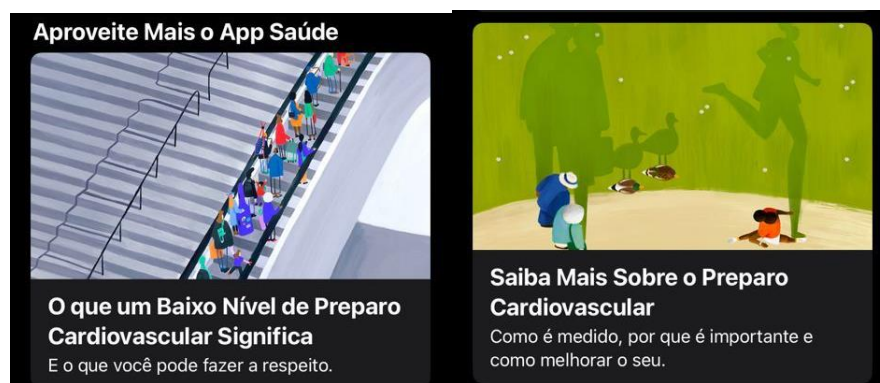 Aproveite Mais o App Saúde
O que um Baixo Nível de Preparo
Cardiovascular Significa
E o que você pode fazer a respeito.
Saiba Mais Sobre o Preparo
Cardiovascular
Como é medido, por que é importante e
como melhorar o seu.